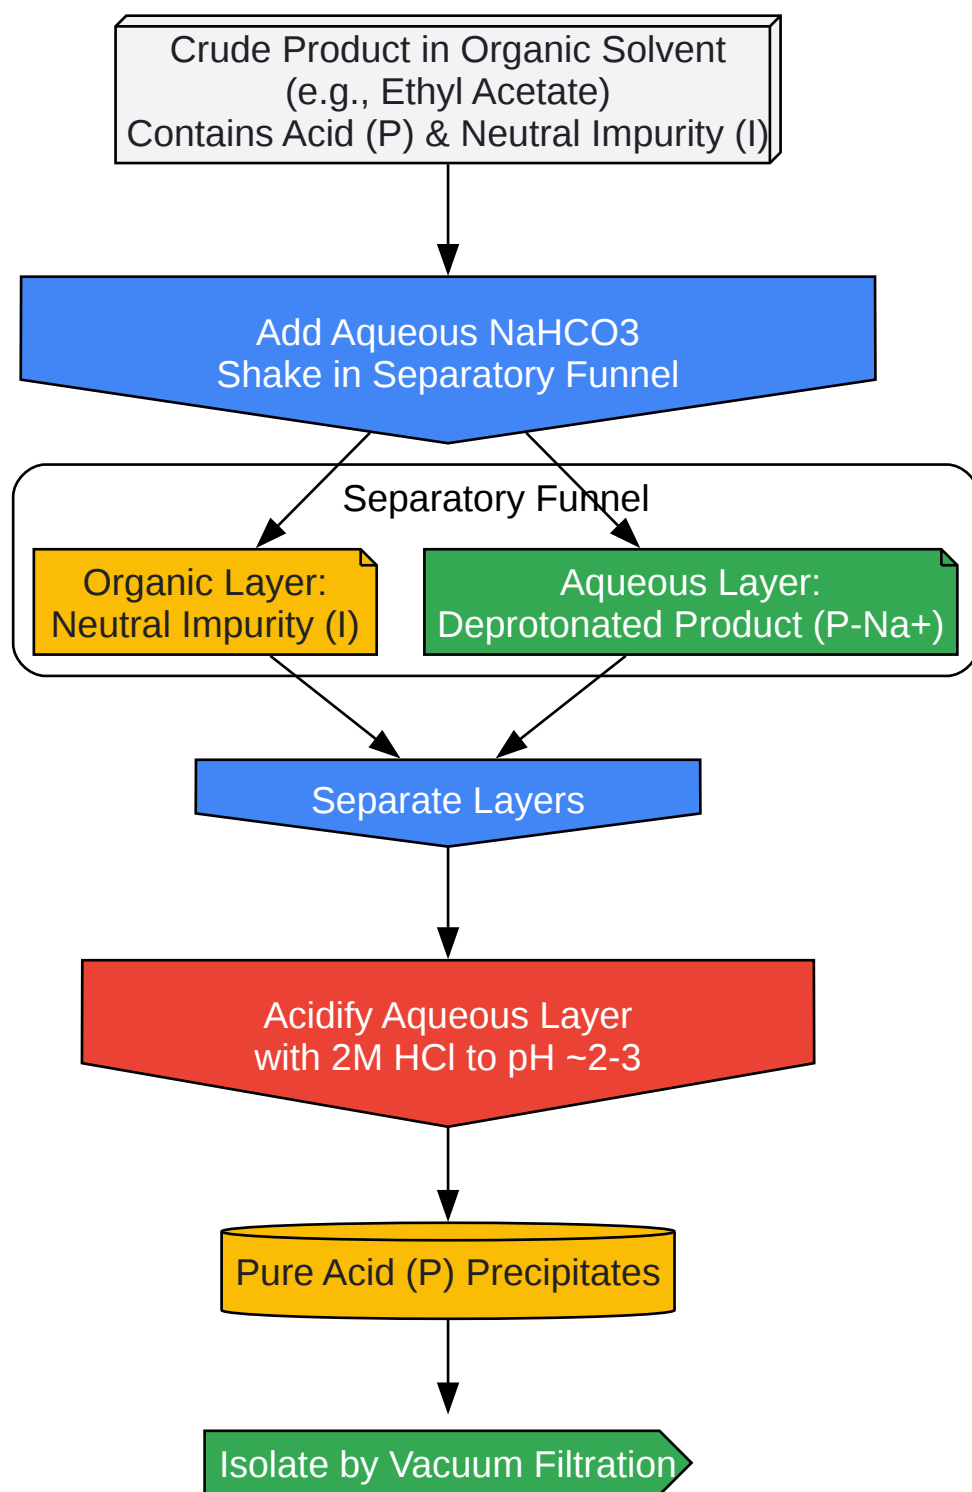 Crude Product in Organic Solvent
(e.g., Ethyl Acetate)
Contains Acid (P) & Neutral Impurity (I)
Add Aqueous NaHCO3
Shake in Separatory Funnel
Separatory Funnel
Organic Layer:
Neutral Impurity (I)
Aqueous Layer:
Deprotonated Product (P-Na+)
Separate Layers
Acidify Aqueous Layer
with 2M HCl to pH ~2-3
Pure Acid (P) Precipitates
Isolate by Vacuum Filtration